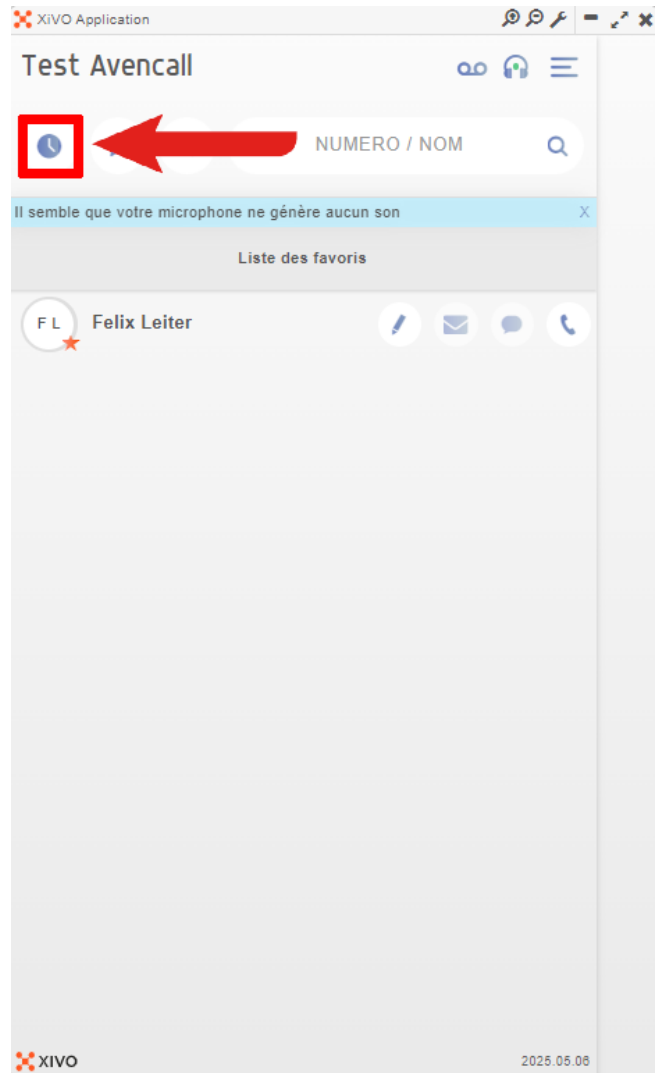 XiVO Application
Test Avencall
NUMERO / NOM
Il semble que votre microphone ne génère aucun son X
Liste des favoris
F L Felix Leiter
XIVO 2025.05.06